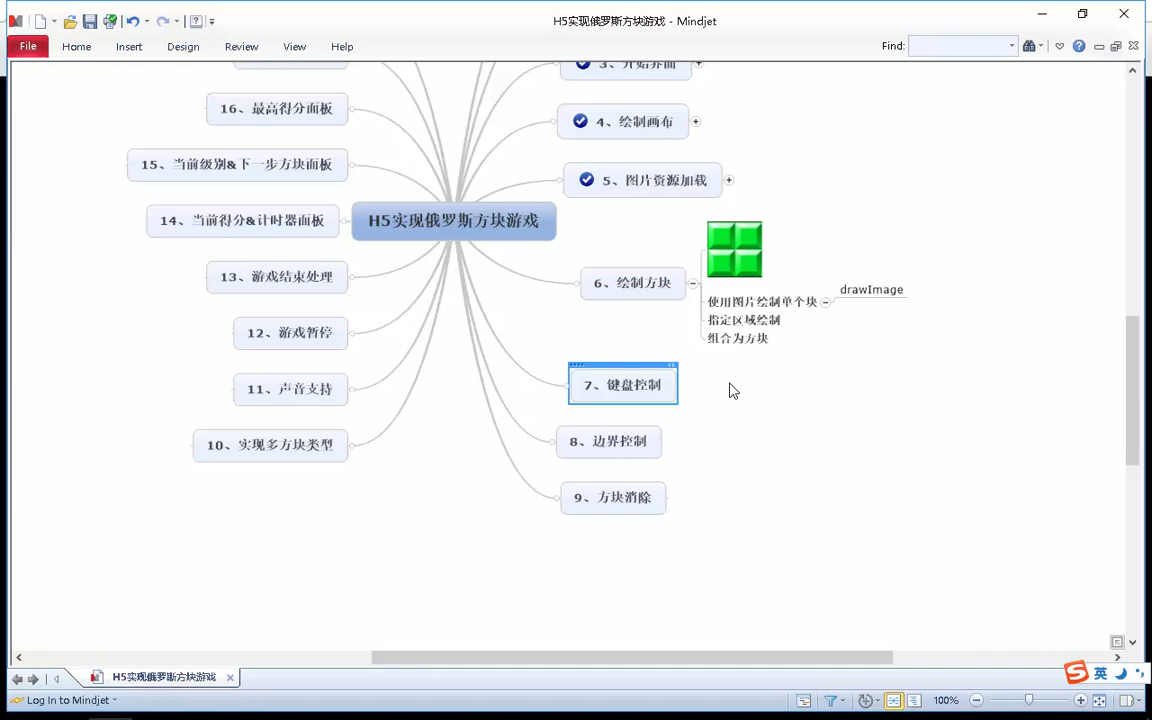 H5实现俄罗斯方块游戏 - Mindjet
File Home Insert Design Review View Help
Find:
3、开始界面
16、最高得分面板
4、绘制画布
15、当前级别&下一步方块面板
5、图片资源加载
H5实现俄罗斯方块游戏
14、当前得分&计时器面板
13、游戏结束处理
6、绘制方块
drawImage
使用图片绘制单个块
指定区域绘制
组合为方块
12、游戏暂停
7、键盘控制
11、声音支持
8、边界控制
10、实现多方块类型
9、方块消除
H5实现俄罗斯方块游戏
英
Log In to Mindjet
100%